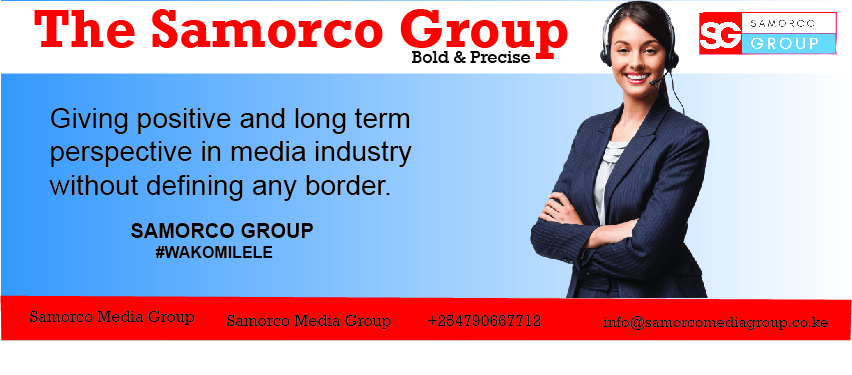 The Samorco Group
Bold & Precise
SG
SAMORCO
GROUP
Giving positive and long term
perspective in media industry
without defining any border.
SAMORCO GROUP
#WAKOMILELE
Samorco Media Group
Samorco Media Group
+254790667712
info@samorcomediagroup.co.ke